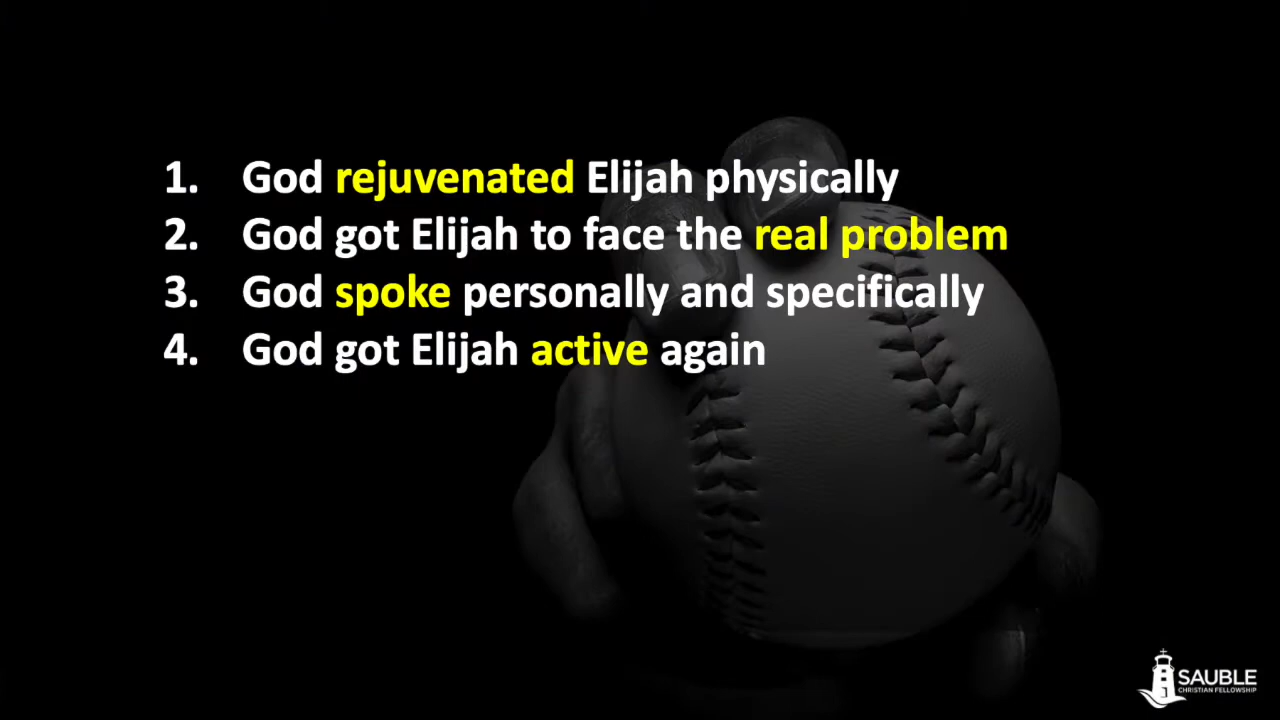 1. God rejuvenated Elijah physically
2. God got Elijah to face the real problem
3. God spoke personally and specifically
4. God got Elijah active again
SAUBLE
CHRISTIAN FELLOWSHIP